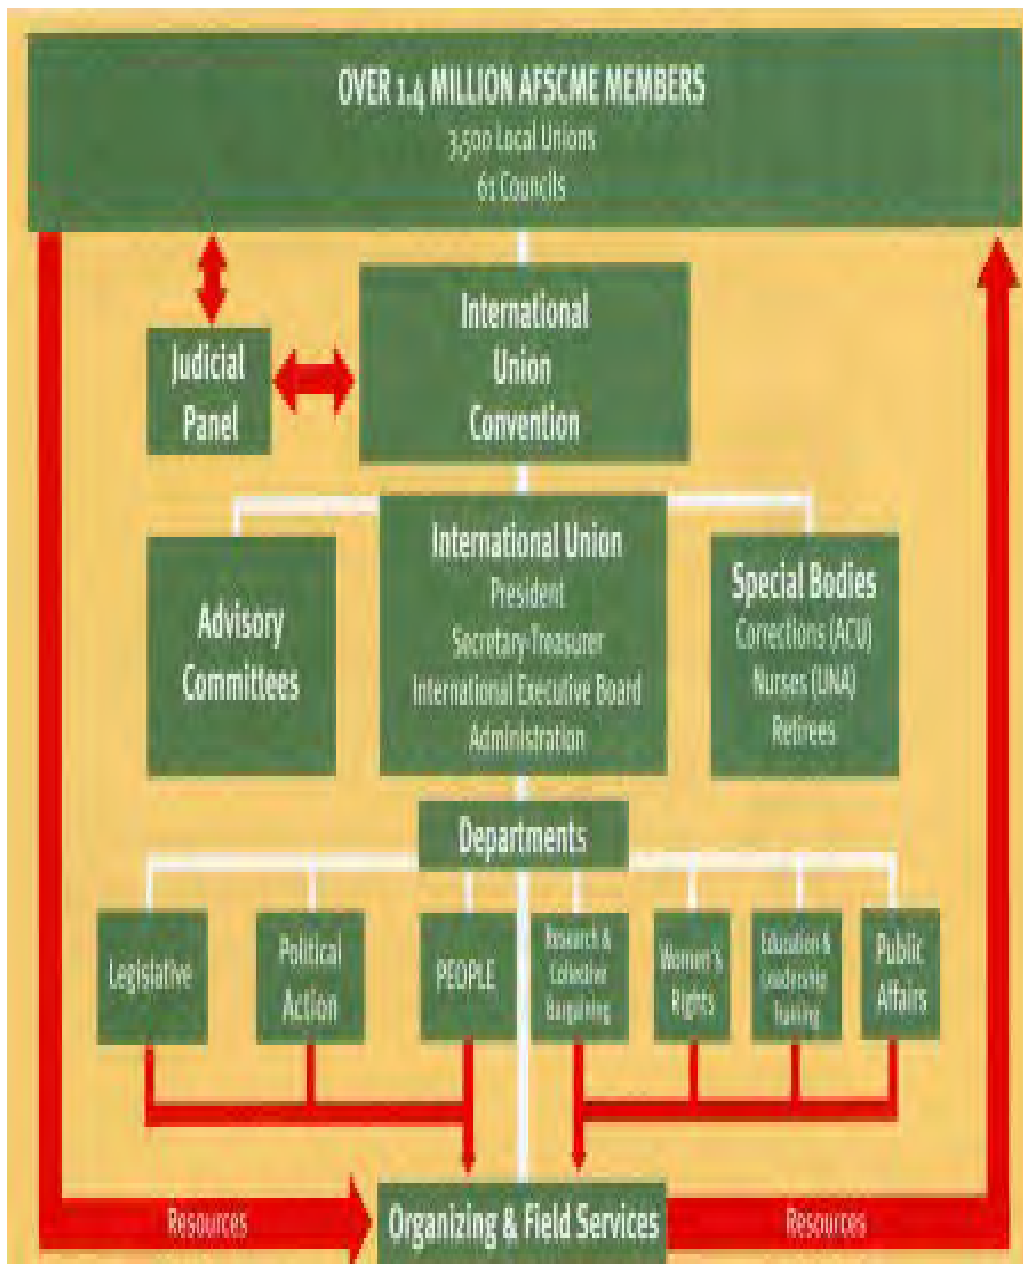 OVER 1.4 MILLION AFSCME MEMBERS
3,500 Local Unions
61 Councils
Judicial
Panel
International
Union
Convention
Advisory
Committees
International Union
President
Secretary-Treasurer
International Executive Board
Administration
Special Bodies
Corrections (ACU)
Nurses (UNA)
Retirees
Departments
Legislative
Political
Action
PEOPLE
Research &
Collective
Bargaining
Women's
Rights
Education &
Leadership
Training
Public
Affairs
Resources
Organizing & Field Services
Resources